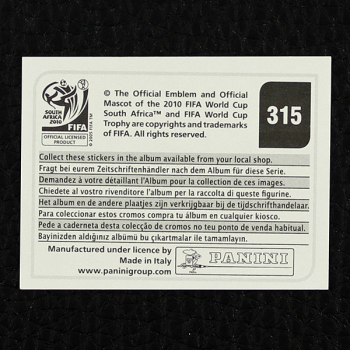 SOUTH
AFRICA
2010
FIFA
OFFICIAL LICENSED
PRODUCT
© 2005 FIFA TM
© The Official Emblem and Official
Mascot of the 2010 FIFA World Cup
South Africa™ and FIFA World Cup
Trophy are copyrights and trademarks
of FIFA. All rights reserved.
315
Collect these stickers in the album available from your local shop.
Fragt bei eurem Zeitschriftenhändler nach dem Album für diese Serie.
Demandez à votre détaillant l'Album pour la collection de ces images.
Chiedete al vostro rivenditore l'album per la raccolta di queste figurine.
Het album en de andere plaatjes zijn verkrijgbaar bij de tijdschrifthandelaar.
Para coleccionar estos cromos compra tu álbum en cualquier kiosco.
Pede a caderneta desta colecção de cromos no teu ponto de venda habitual.
Bayinizden aldığınız albümü bu çıkartmalar ile tamamlayın.
Manufactured under licence by
Made in Italy
www.paninigroup.com
PANINI